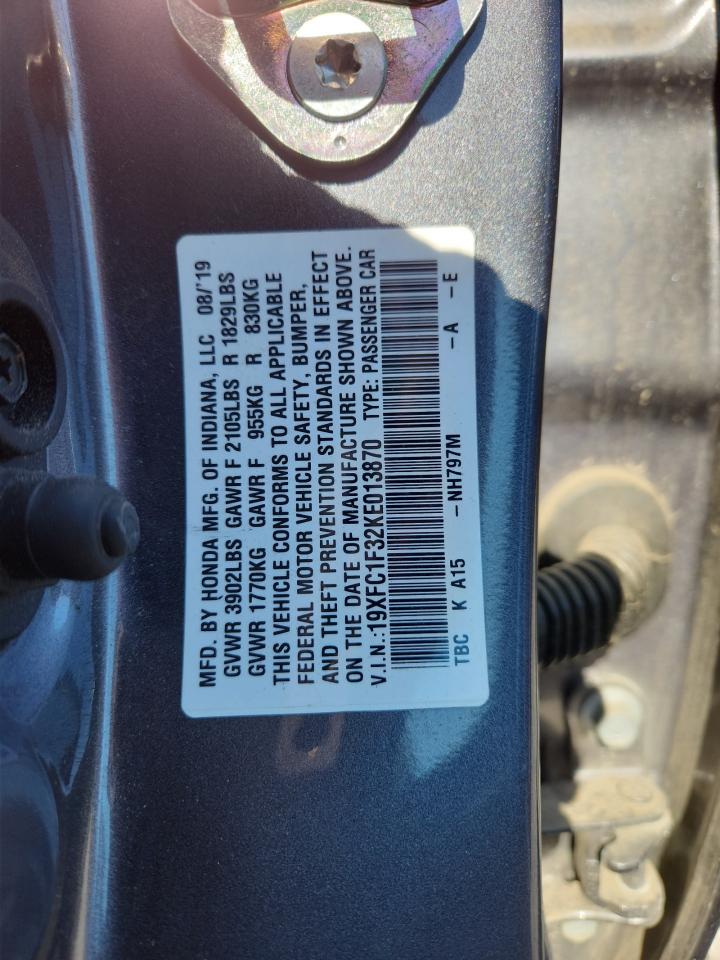 MFD. BY HONDA MFG. OF INDIANA, LLC 08/'19
GVWR 3902LBS GAWR F 2105LBS R 1829LBS
GVWR 1770KG GAWR F 955KG R 830KG
THIS VEHICLE CONFORMS TO ALL APPLICABLE
FEDERAL MOTOR VEHICLE SAFETY, BUMPER,
AND THEFT PREVENTION STANDARDS IN EFFECT
ON THE DATE OF MANUFACTURE SHOWN ABOVE.
V.I.N.:19XFC1F32KE013870 TYPE: PASSENGER CAR
TBC K A15 -NH797M -A -E